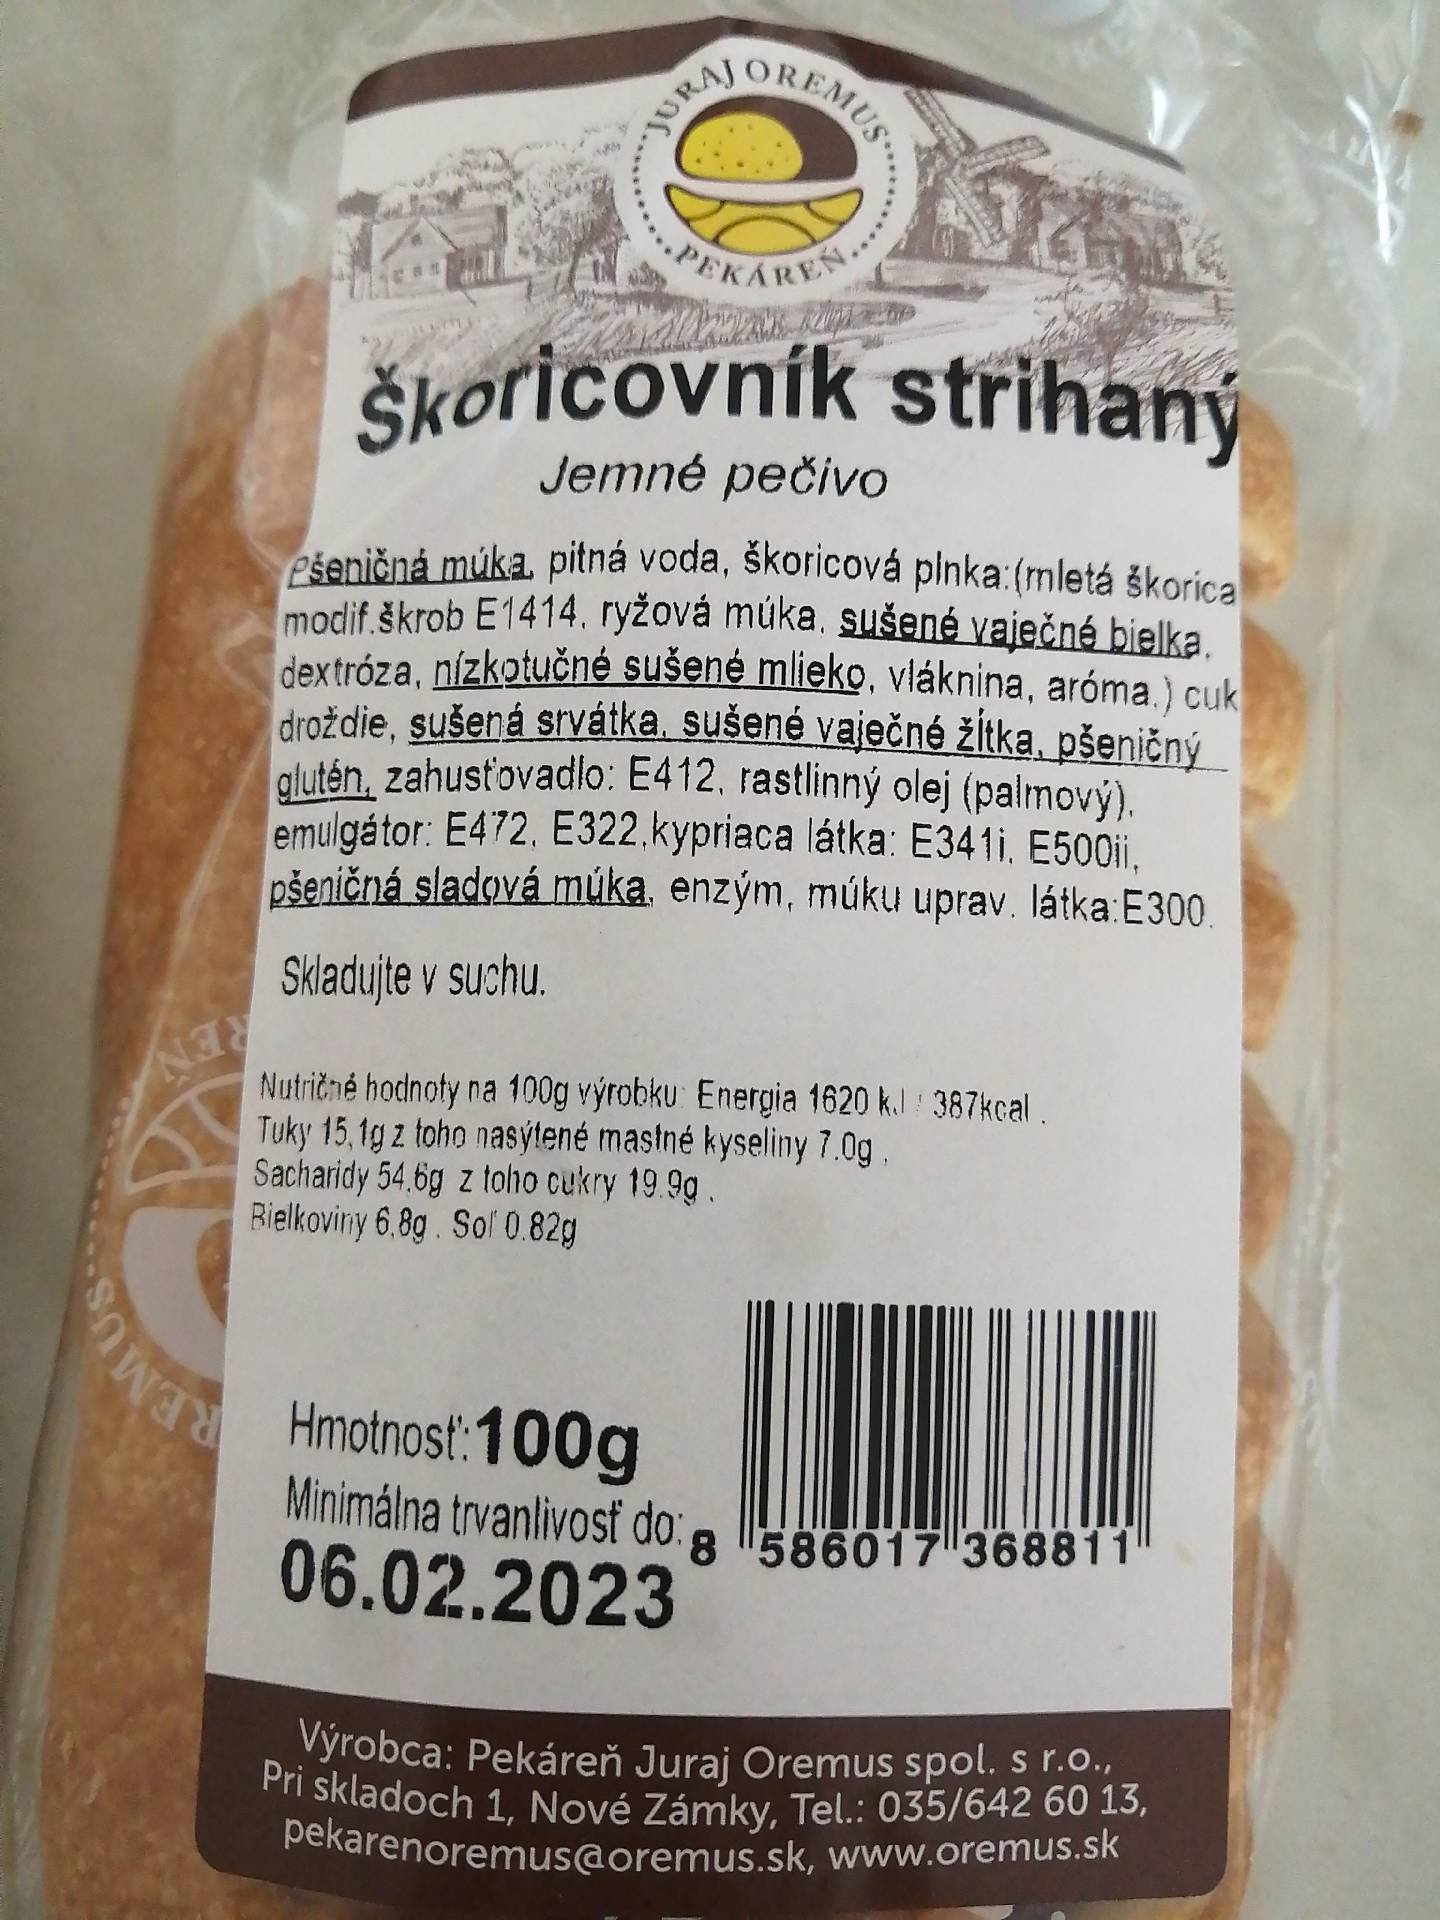 JURAJ OREMUS
PEKÁREŇ
Škoricovník strihaný
Jemné pečivo
Pšeničná múka, pitná voda, škoricová plnka:(mletá škorica
modif.škrob E1414, ryžová múka, sušené vaječné bielka,
dextróza, nízkotučné sušené mlieko, vláknina, aróma.) cuk
droždie, sušená srvátka, sušené vaječné žĺtka, pšeničný
glutén, zahusťovadlo: E412, rastlinný olej (palmový),
emulgátor: E472, E322,kypriaca látka: E341i, E500ii,
pšeničná sladová múka, enzým, múku uprav. látka:E300.
Skladujte v suchu.
Nutričné hodnoty na 100g výrobku: Energia 1620 kJ / 387kcal .
Tuky 15,1g z toho nasýtené mastné kyseliny 7.0g .
Sacharidy 54.6g z toho cukry 19.9g .
Bielkoviny 6,8g . Soľ 0.82g
Hmotnosť:100g
Minimálna trvanlivosť do:
06.02.2023
8 586017 368811
Výrobca: Pekáreň Juraj Oremus spol. s r.o.,
Pri skladoch 1, Nové Zámky, Tel.: 035/642 60 13,
pekarenoremus@oremus.sk, www.oremus.sk